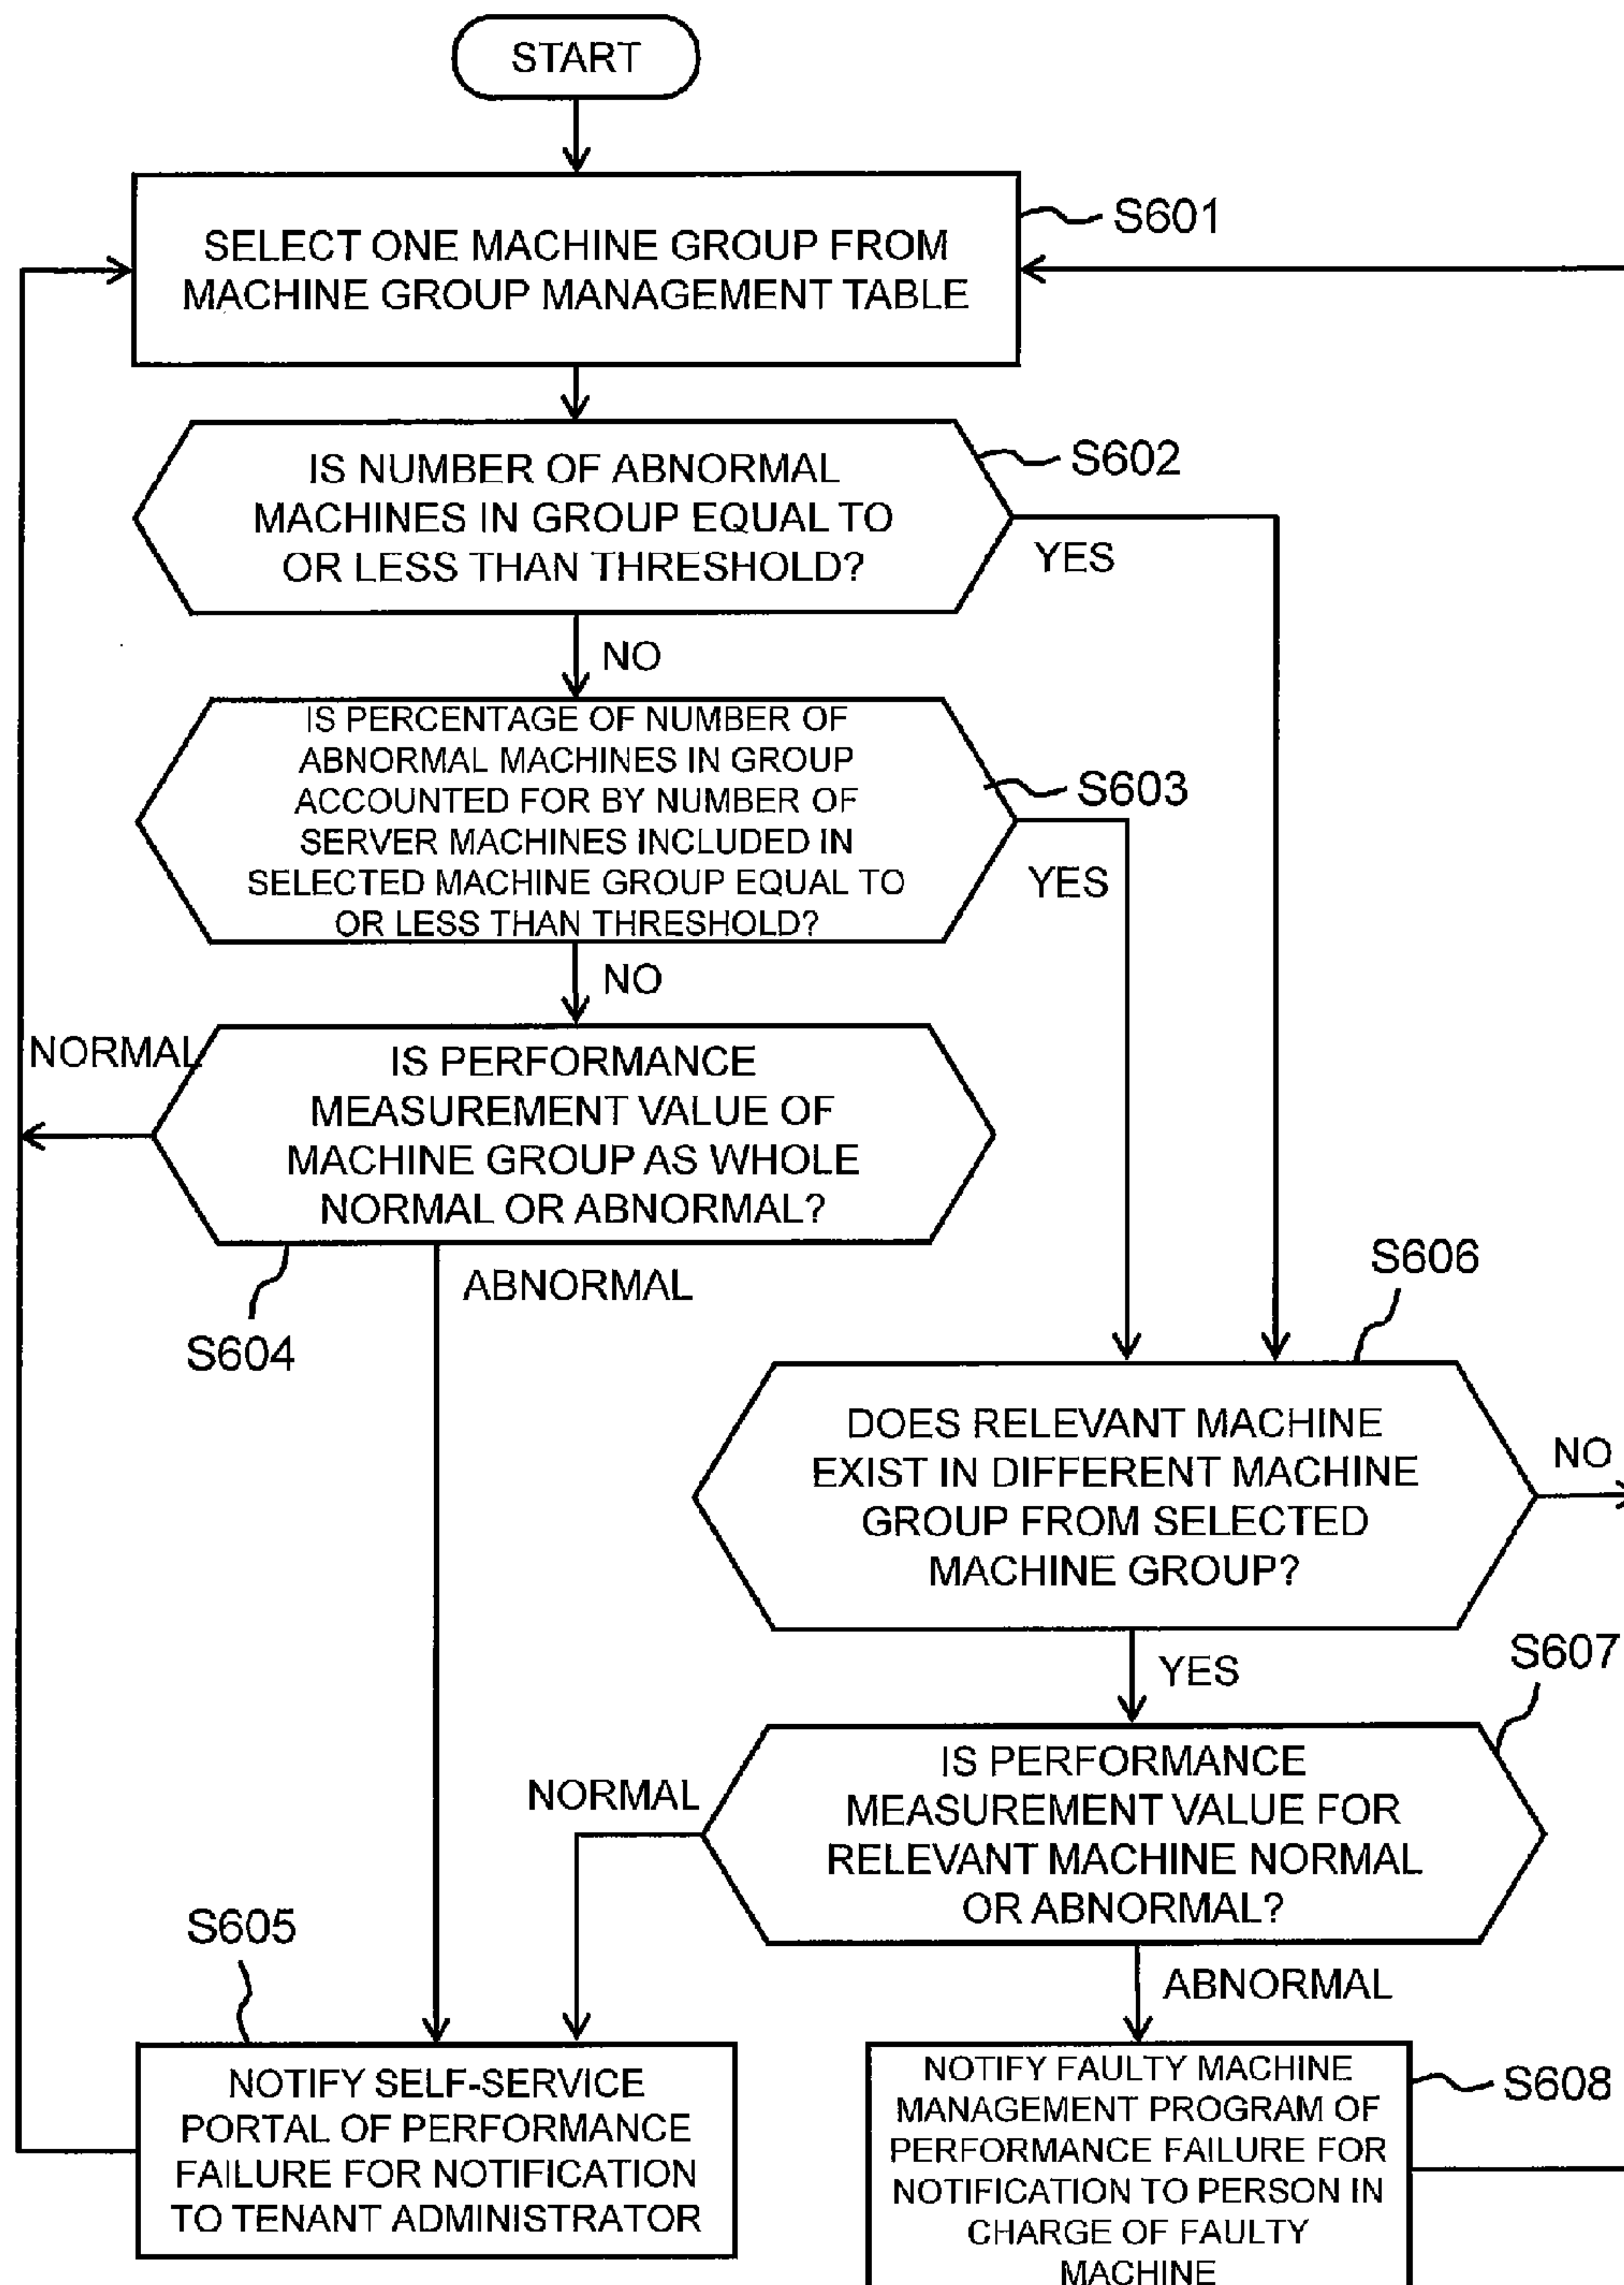 START
SELECT ONE MACHINE GROUP FROM
MACHINE GROUP MANAGEMENT TABLE
S601
IS NUMBER OF ABNORMAL
MACHINES IN GROUP EQUAL TO
OR LESS THAN THRESHOLD?
S602
YES
NO
IS PERCENTAGE OF NUMBER OF
ABNORMAL MACHINES IN GROUP
ACCOUNTED FOR BY NUMBER OF
SERVER MACHINES INCLUDED IN
SELECTED MACHINE GROUP EQUAL TO
OR LESS THAN THRESHOLD?
S603
YES
NO
NORMAL
IS PERFORMANCE
MEASUREMENT VALUE OF
MACHINE GROUP AS WHOLE
NORMAL OR ABNORMAL?
S604
ABNORMAL
S606
DOES RELEVANT MACHINE
EXIST IN DIFFERENT MACHINE
GROUP FROM SELECTED
MACHINE GROUP?
NO
YES
S607
IS PERFORMANCE
MEASUREMENT VALUE FOR
RELEVANT MACHINE NORMAL
OR ABNORMAL?
NORMAL
ABNORMAL
S605
NOTIFY SELF-SERVICE
PORTAL OF PERFORMANCE
FAILURE FOR NOTIFICATION
TO TENANT ADMINISTRATOR
NOTIFY FAULTY MACHINE
MANAGEMENT PROGRAM OF
PERFORMANCE FAILURE FOR
NOTIFICATION TO PERSON IN
CHARGE OF FAULTY
MACHINE
S608